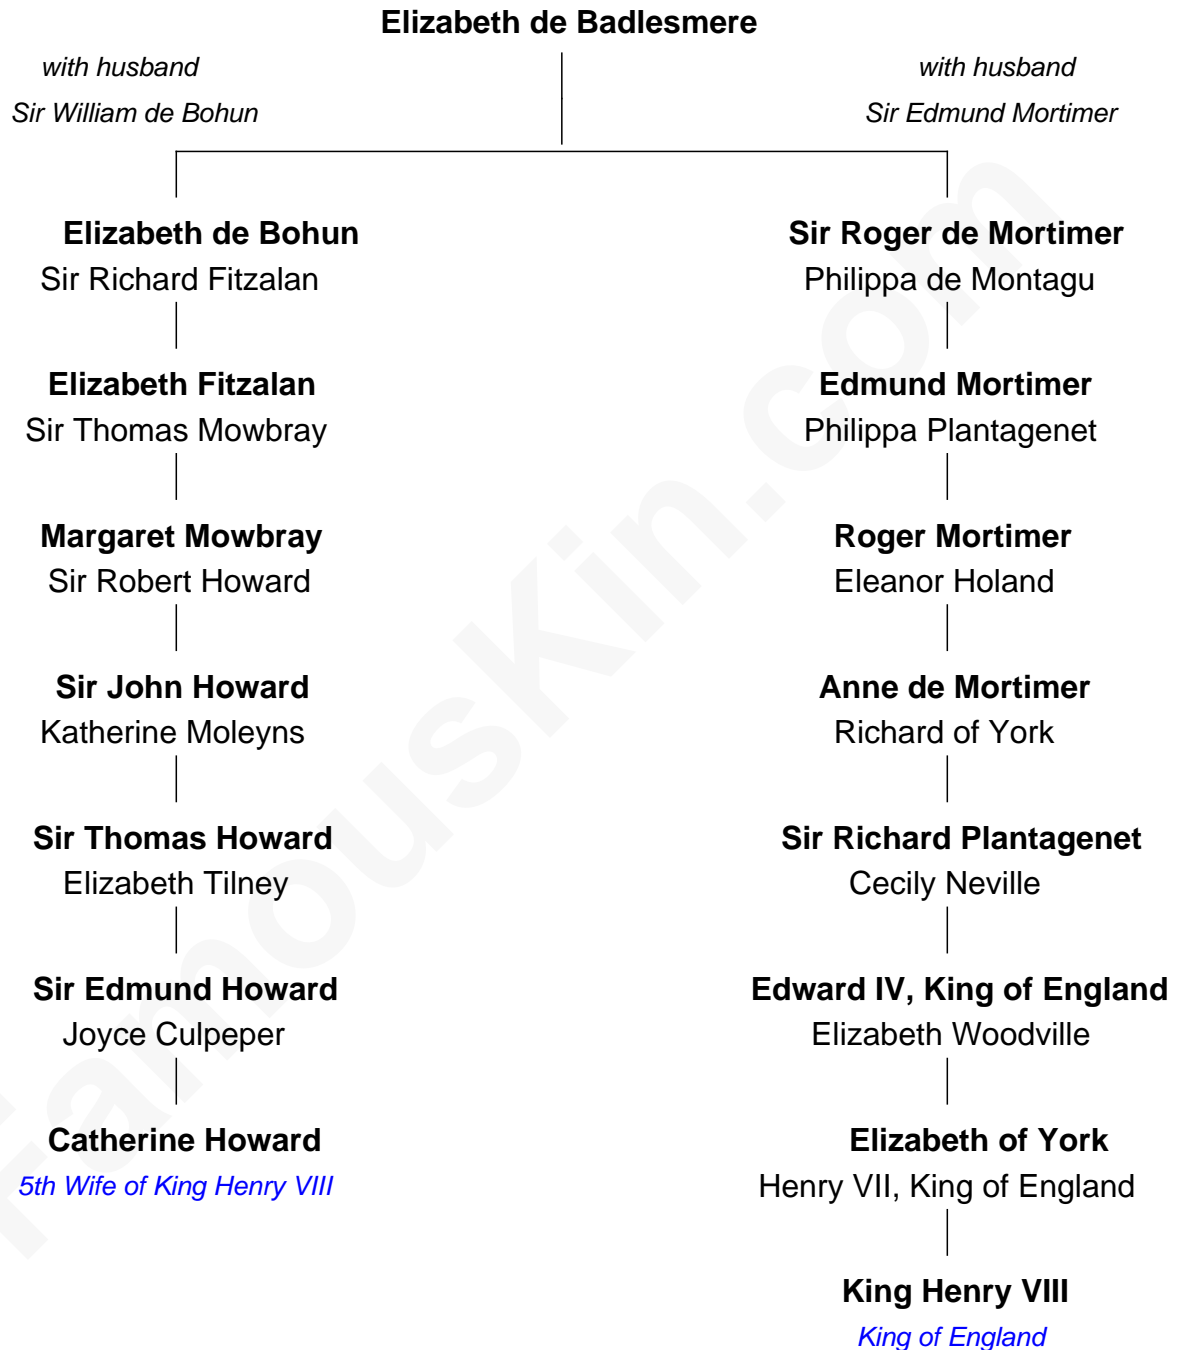 Elizabeth de Badlesmere
with husband
Sir William de Bohun
with husband
Sir Edmund Mortimer
Elizabeth de Bohun
Sir Richard Fitzalan
Elizabeth Fitzalan
Sir Thomas Mowbray
Margaret Mowbray
Sir Robert Howard
Sir John Howard
Katherine Moleyns
Sir Thomas Howard
Elizabeth Tilney
Sir Edmund Howard
Joyce Culpeper
Catherine Howard
5th Wife of King Henry VIII
Sir Roger de Mortimer
Philippa de Montagu
Edmund Mortimer
Philippa Plantagenet
Roger Mortimer
Eleanor Holand
Anne de Mortimer
Richard of York
Sir Richard Plantagenet
Cecily Neville
Edward IV, King of England
Elizabeth Woodville
Elizabeth of York
Henry VII, King of England
King Henry VIII
King of England
FamousKin.com